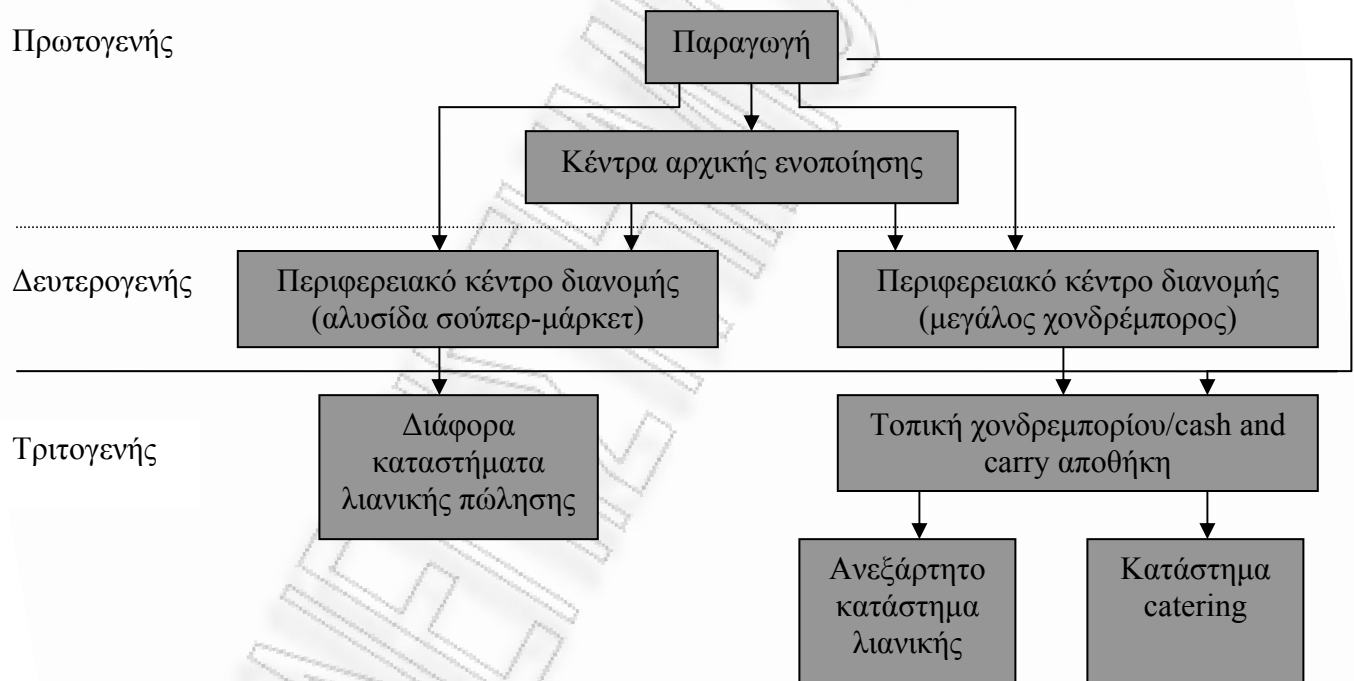 Πρωτογενής
Παραγωγή
Κέντρα αρχικής ενοποίησης
Δευτερογενής
Περιφερειακό κέντρο διανομής
(αλυσίδα σούπερ-μάρκετ)
Περιφερειακό κέντρο διανομής
(μεγάλος χονδρέμπορος)
Τριτογενής
Διάφορα
καταστήματα
λιανικής πώλησης
Τοπική χονδρεμπορίου/cash and
carry αποθήκη
Ανεξάρτητο
κατάστημα
λιανικής
Κατάστημα
catering